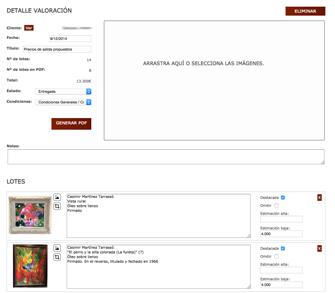 DETALLE VALORACIÓN
ELIMINAR
Cliente: Ver
Fecha: 9/10/2014
Título: Precios de salida propuestos
Nº de lotes: 14
Nº de lotes en PDF: 8
Total: 13.300€
Estado: Entregada
Condiciones: Condiciones Generales / C
GENERAR PDF
ARRASTRA AQUÍ O SELECCIONA LAS IMÁGENES.
Notas:
LOTES
Casimir Martínez Tarrassó.
Vista rural
Óleo sobre lienzo
Firmado
Destacada
Omitir
Estimación alta:
Estimación baja:
4.000
X
Casimir Martínez Tarrassó.
"El perro y la silla colorada (La funbre)" (?)
Óleo sobre lienzo
Firmado. En el reverso, titulado y fechado en 1966
Destacada
Omitir
Estimación alta:
Estimación baja:
4.000
X